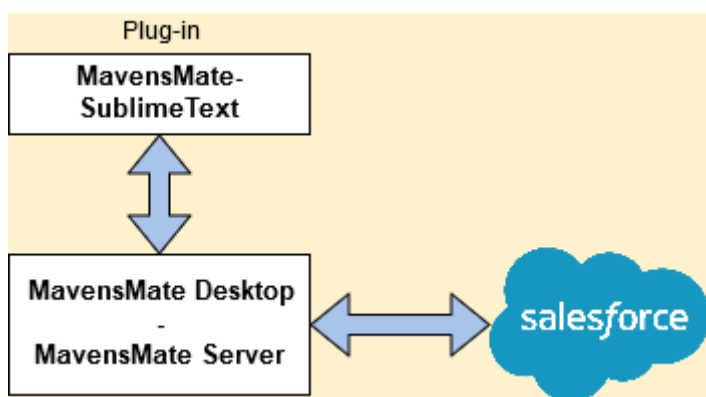 Plug-in
MavensMate-
SublimeText
MavensMate Desktop
-
MavensMate Server
salesforce